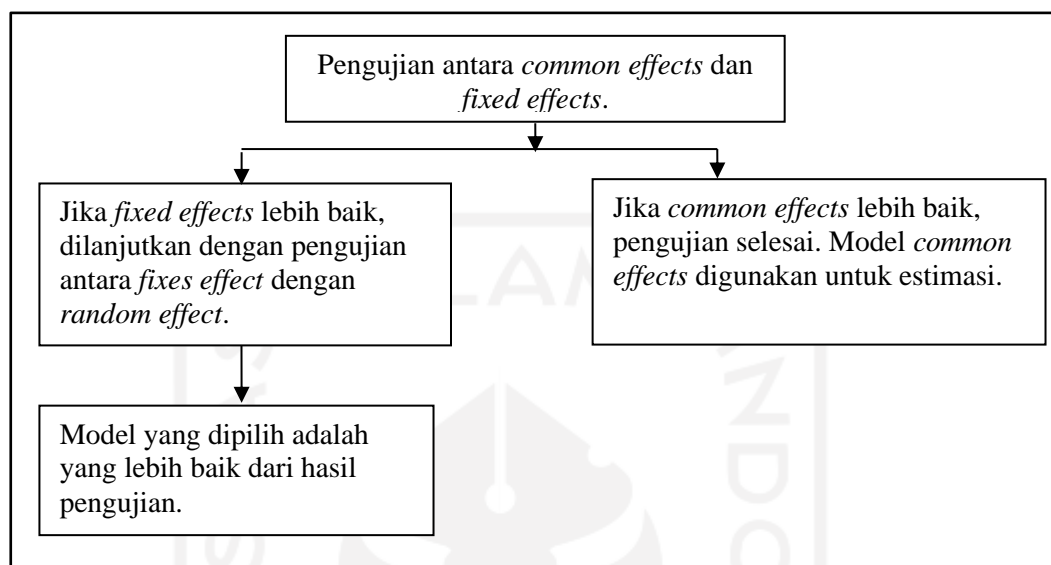 Pengujian antara common effects dan
fixed effects.
Jika fixed effects lebih baik,
dilanjutkan dengan pengujian
antara fixes effect dengan
random effect.
Jika common effects lebih baik,
pengujian selesai. Model common
effects digunakan untuk estimasi.
Model yang dipilih adalah
yang lebih baik dari hasil
pengujian.